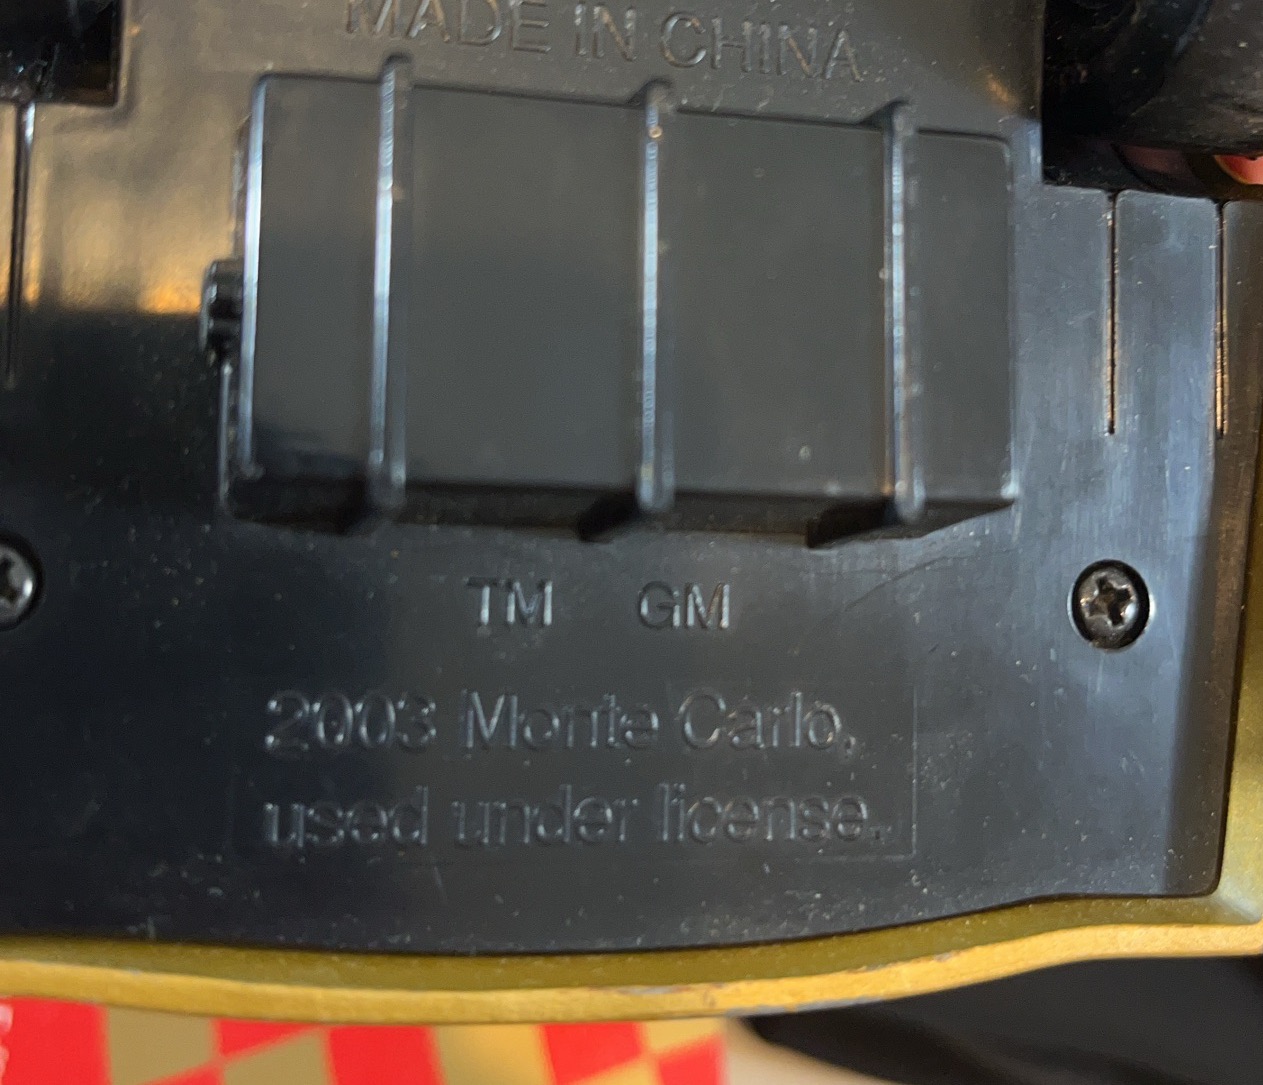 MADE IN CHINA
TM GM
2003 Monte Carlo,
used under license.